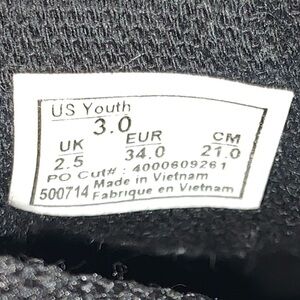 US Youth
3.0
UK EUR CM
2.5 34.0 21.0
PO Cut# : 4000609261
500714 Made in Vietnam
Fabrique en Vietnam